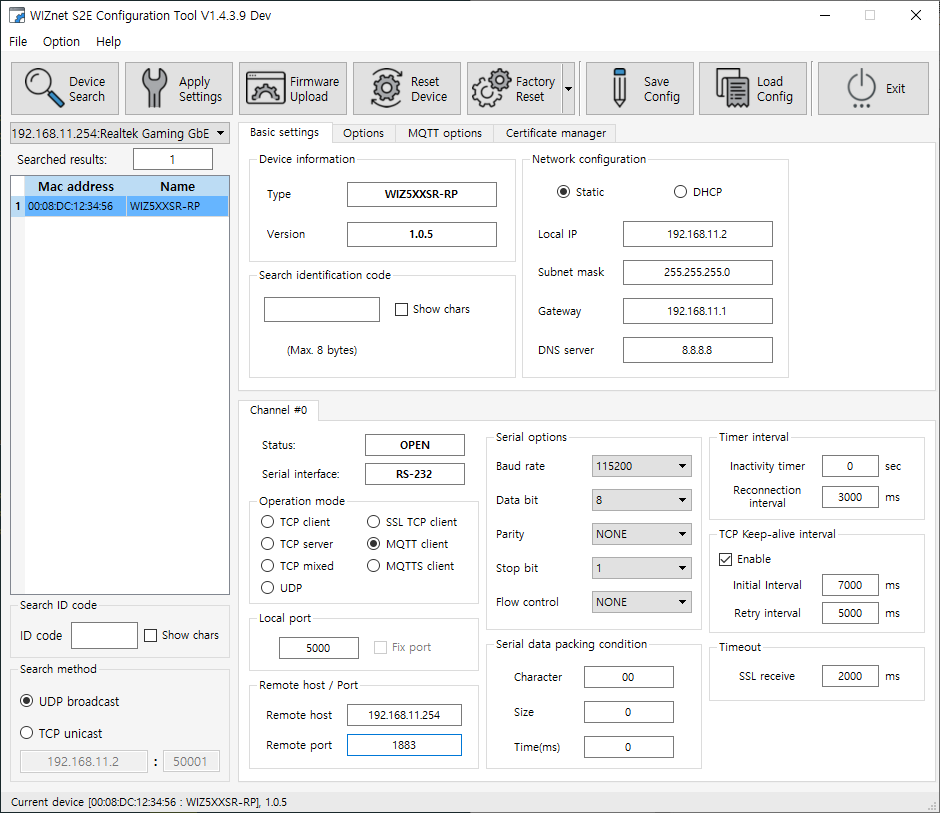 WIZnet S2E Configuration Tool V1.4.3.9 Dev
File Option Help
Device Search
Apply Settings
Firmware Upload
Reset Device
Factory Reset
Save Config
Load Config
Exit
192.168.11.254:Realtek Gaming GbE
Searched results: 1
Mac address Name
1 00:08:DC:12:34:56 WIZ5XXSR-RP
Search ID code
ID code Show chars
Search method
UDP broadcast
TCP unicast
192.168.11.2 : 50001
Basic settings Options MQTT options Certificate manager
Device information
Type WIZ5XXSR-RP
Version 1.0.5
Search identification code
Show chars
(Max. 8 bytes)
Network configuration
Static DHCP
Local IP 192.168.11.2
Subnet mask 255.255.255.0
Gateway 192.168.11.1
DNS server 8.8.8.8
Channel #0
Status: OPEN
Serial interface: RS-232
Operation mode
TCP client SSL TCP client
TCP server MQTT client
TCP mixed MQTTS client
UDP
Local port
5000 Fix port
Remote host / Port
Remote host 192.168.11.254
Remote port 1883
Serial options
Baud rate 115200
Data bit 8
Parity NONE
Stop bit 1
Flow control NONE
Serial data packing condition
Character 00
Size 0
Time(ms) 0
Timer interval
Inactivity timer 0 sec
Reconnection
interval 3000 ms
TCP Keep-alive interval
Enable
Initial Interval 7000 ms
Retry interval 5000 ms
Timeout
SSL receive 2000 ms
Current device [00:08:DC:12:34:56 : WIZ5XXSR-RP], 1.0.5